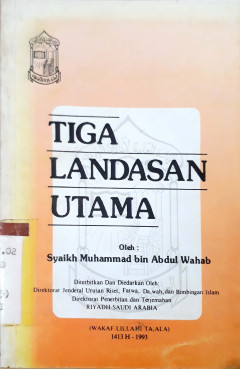 TIGA
LANDASAN
UTAMA
Oleh :
Syaikh Muhammad bin Abdul Wahab
Diterbitkan Dan Diedarkan Oleh:
Direktorat Jenderal Urusan Riset, Fatwa, Da,wah, dan Bimbingan Islam
Direktorat Penerbitan dan Terjemahan
RIYADH-SAUDI ARABIA
(WAKAF LILLAHI TA,ALA)
1413 H - 1993